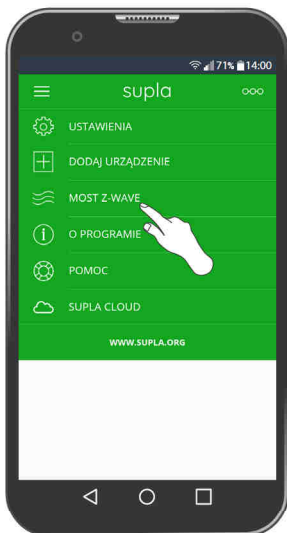 71% 14:00
supla
USTAWIENIA
DODAJ URZĄDZENIE
MOST Z-WAVE
O PROGRAMIE
POMOC
SUPLA CLOUD
WWW.SUPLA.ORG